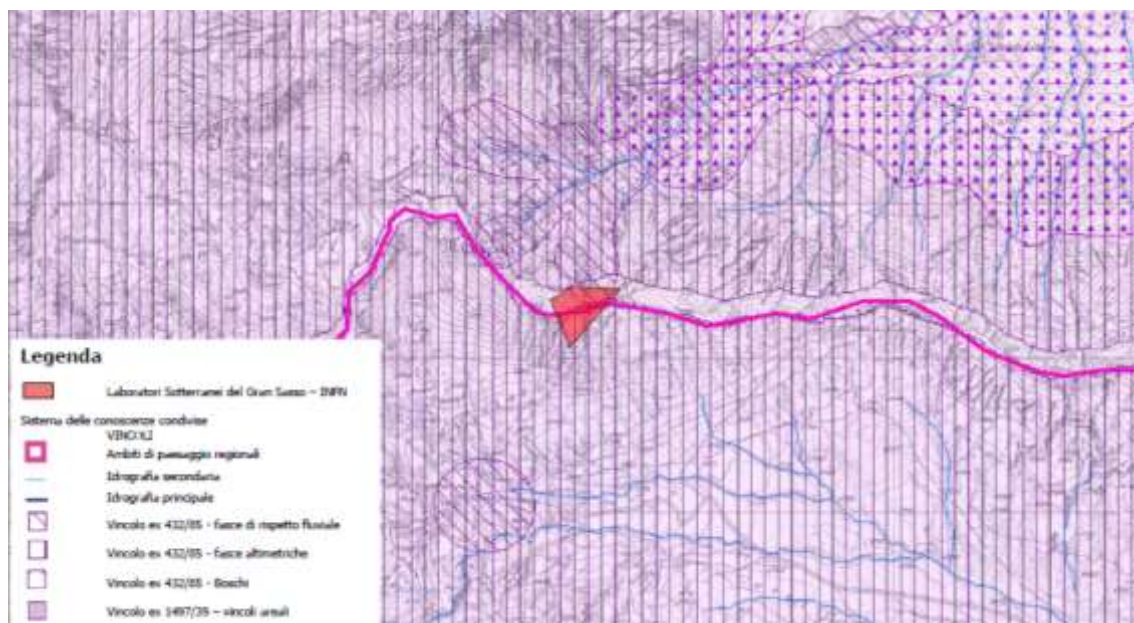 Legenda
Laboratori Sotterranei del Gran Sasso – INFN
Sistema delle conoscenze condivise
VINCOLI
Ambiti di paesaggio regionali
Idrografia secondaria
Idrografia principale
Vincolo ex 432/85 - fasce di rispetto fluviale
Vincolo ex 432/85 - fasce altimetriche
Vincolo ex 432/85 - Boschi
Vincolo ex 1497/39 – vincoli areali